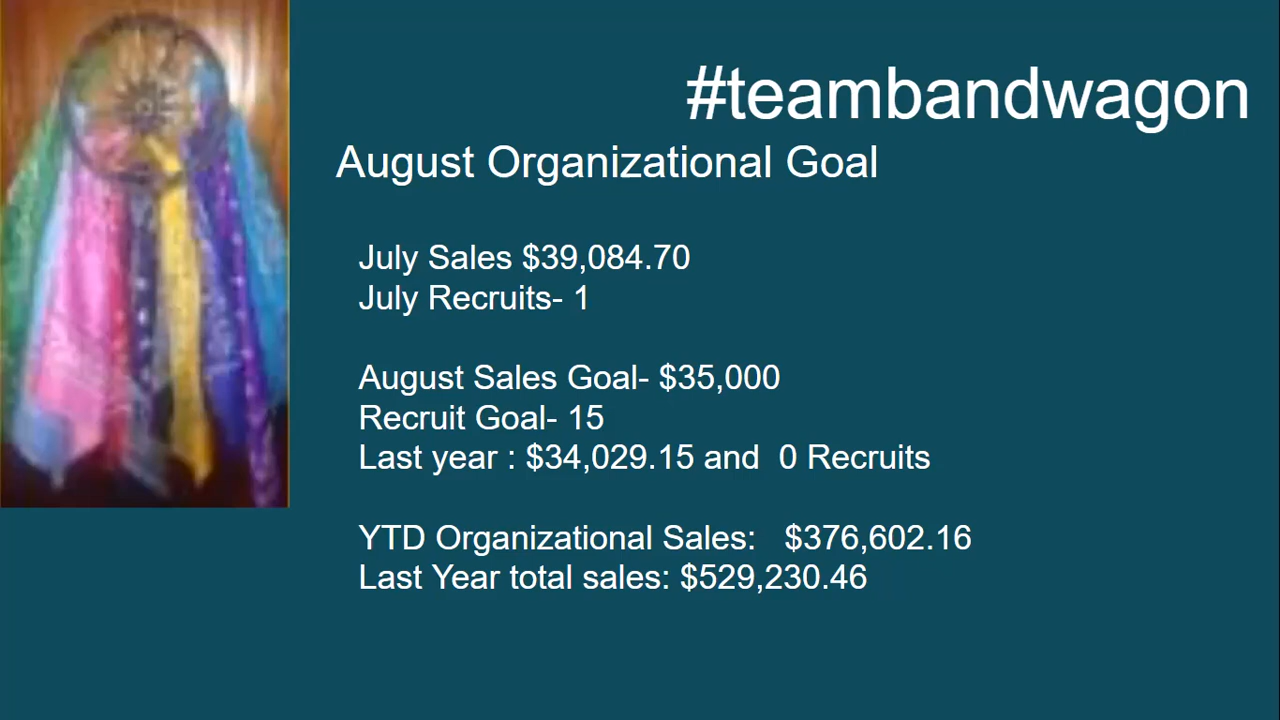 #teambandwagon
August Organizational Goal
July Sales $39,084.70
July Recruits- 1
August Sales Goal- $35,000
Recruit Goal- 15
Last year : $34,029.15 and  0 Recruits
YTD Organizational Sales:   $376,602.16
Last Year total sales: $529,230.46